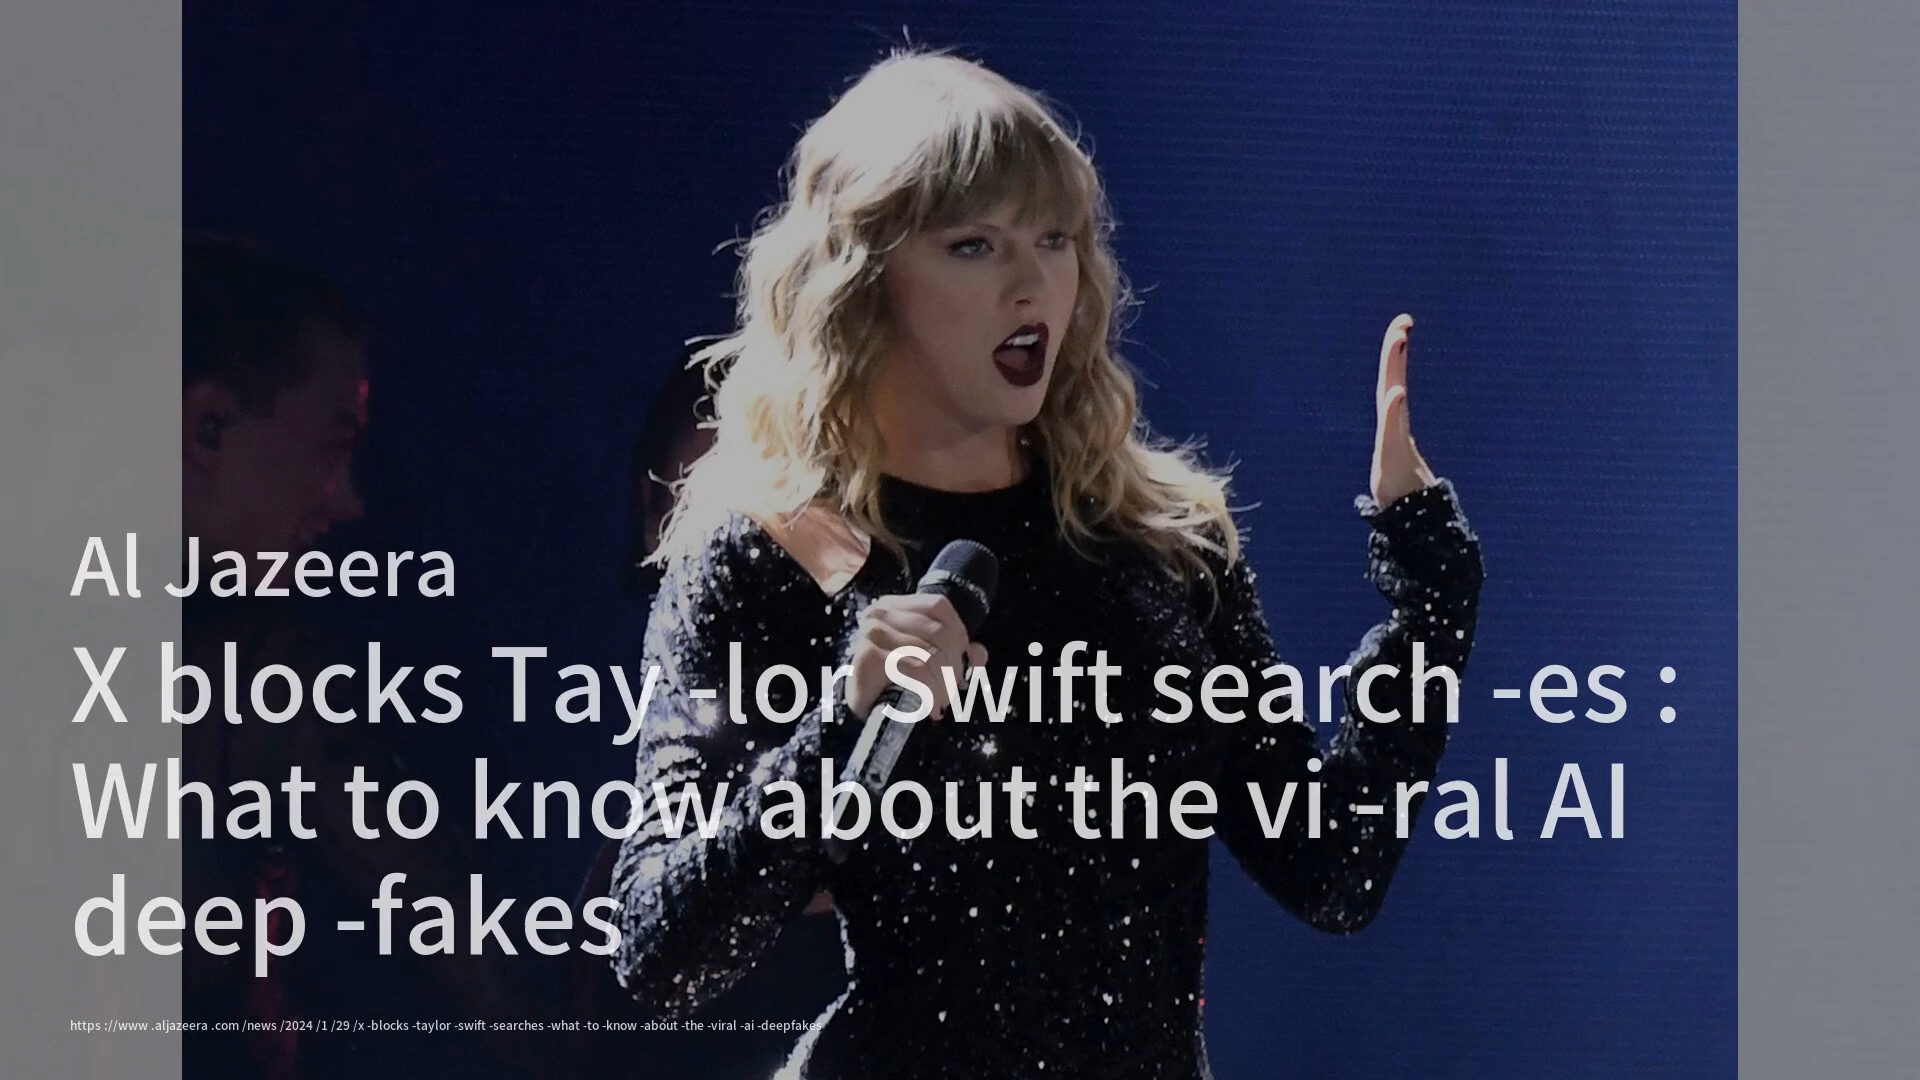 Al Jazeera
X blocks Tay -lor Swift search -es :
What to know about the vi -ral AI
deep -fakes
https ://www .aljazeera .com /news /2024 /1 /29 /x -blocks -taylor -swift -searches -what -to -know -about -the -viral -ai -deepfakes